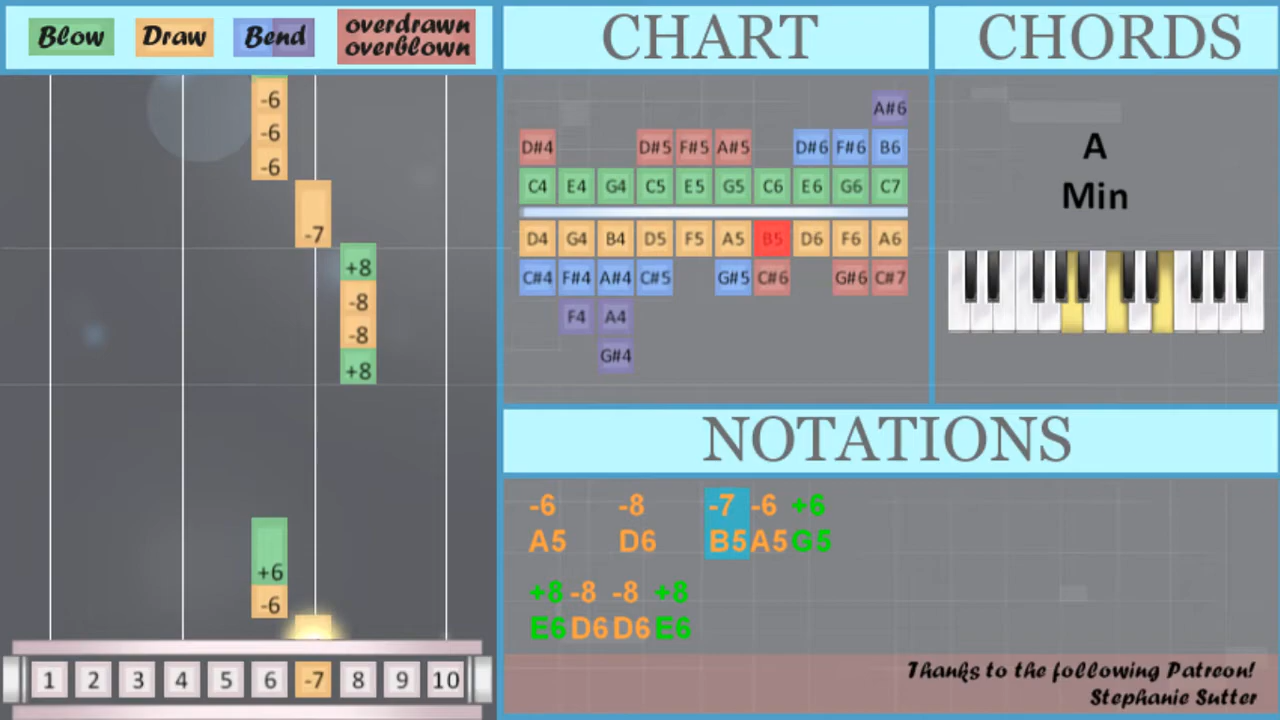 Blow Draw Bend overdrawn
overblown
CHART
CHORDS
-6
-6
-6
-7
+8
-8
-8
+8
+6
-6
1 2 3 4 5 6 -7 8 9 10
A#6
D#4 D#5 F#5 A#5 D#6 F#6 B6
C4 E4 G4 C5 E5 G5 C6 E6 G6 C7
D4 G4 B4 D5 F5 A5 B5 D6 F6 A6
C#4 F#4 A#4 C#5 G#5 C#6 G#6 C#7
F4 A4
G#4
A
Min
NOTATIONS
-6 -8 -7 -6 +6
A5 D6 B5 A5 G5
+8 -8 -8 +8
E6 D6 D6 E6
Thanks to the following Patreon!
Stephanie Sutter